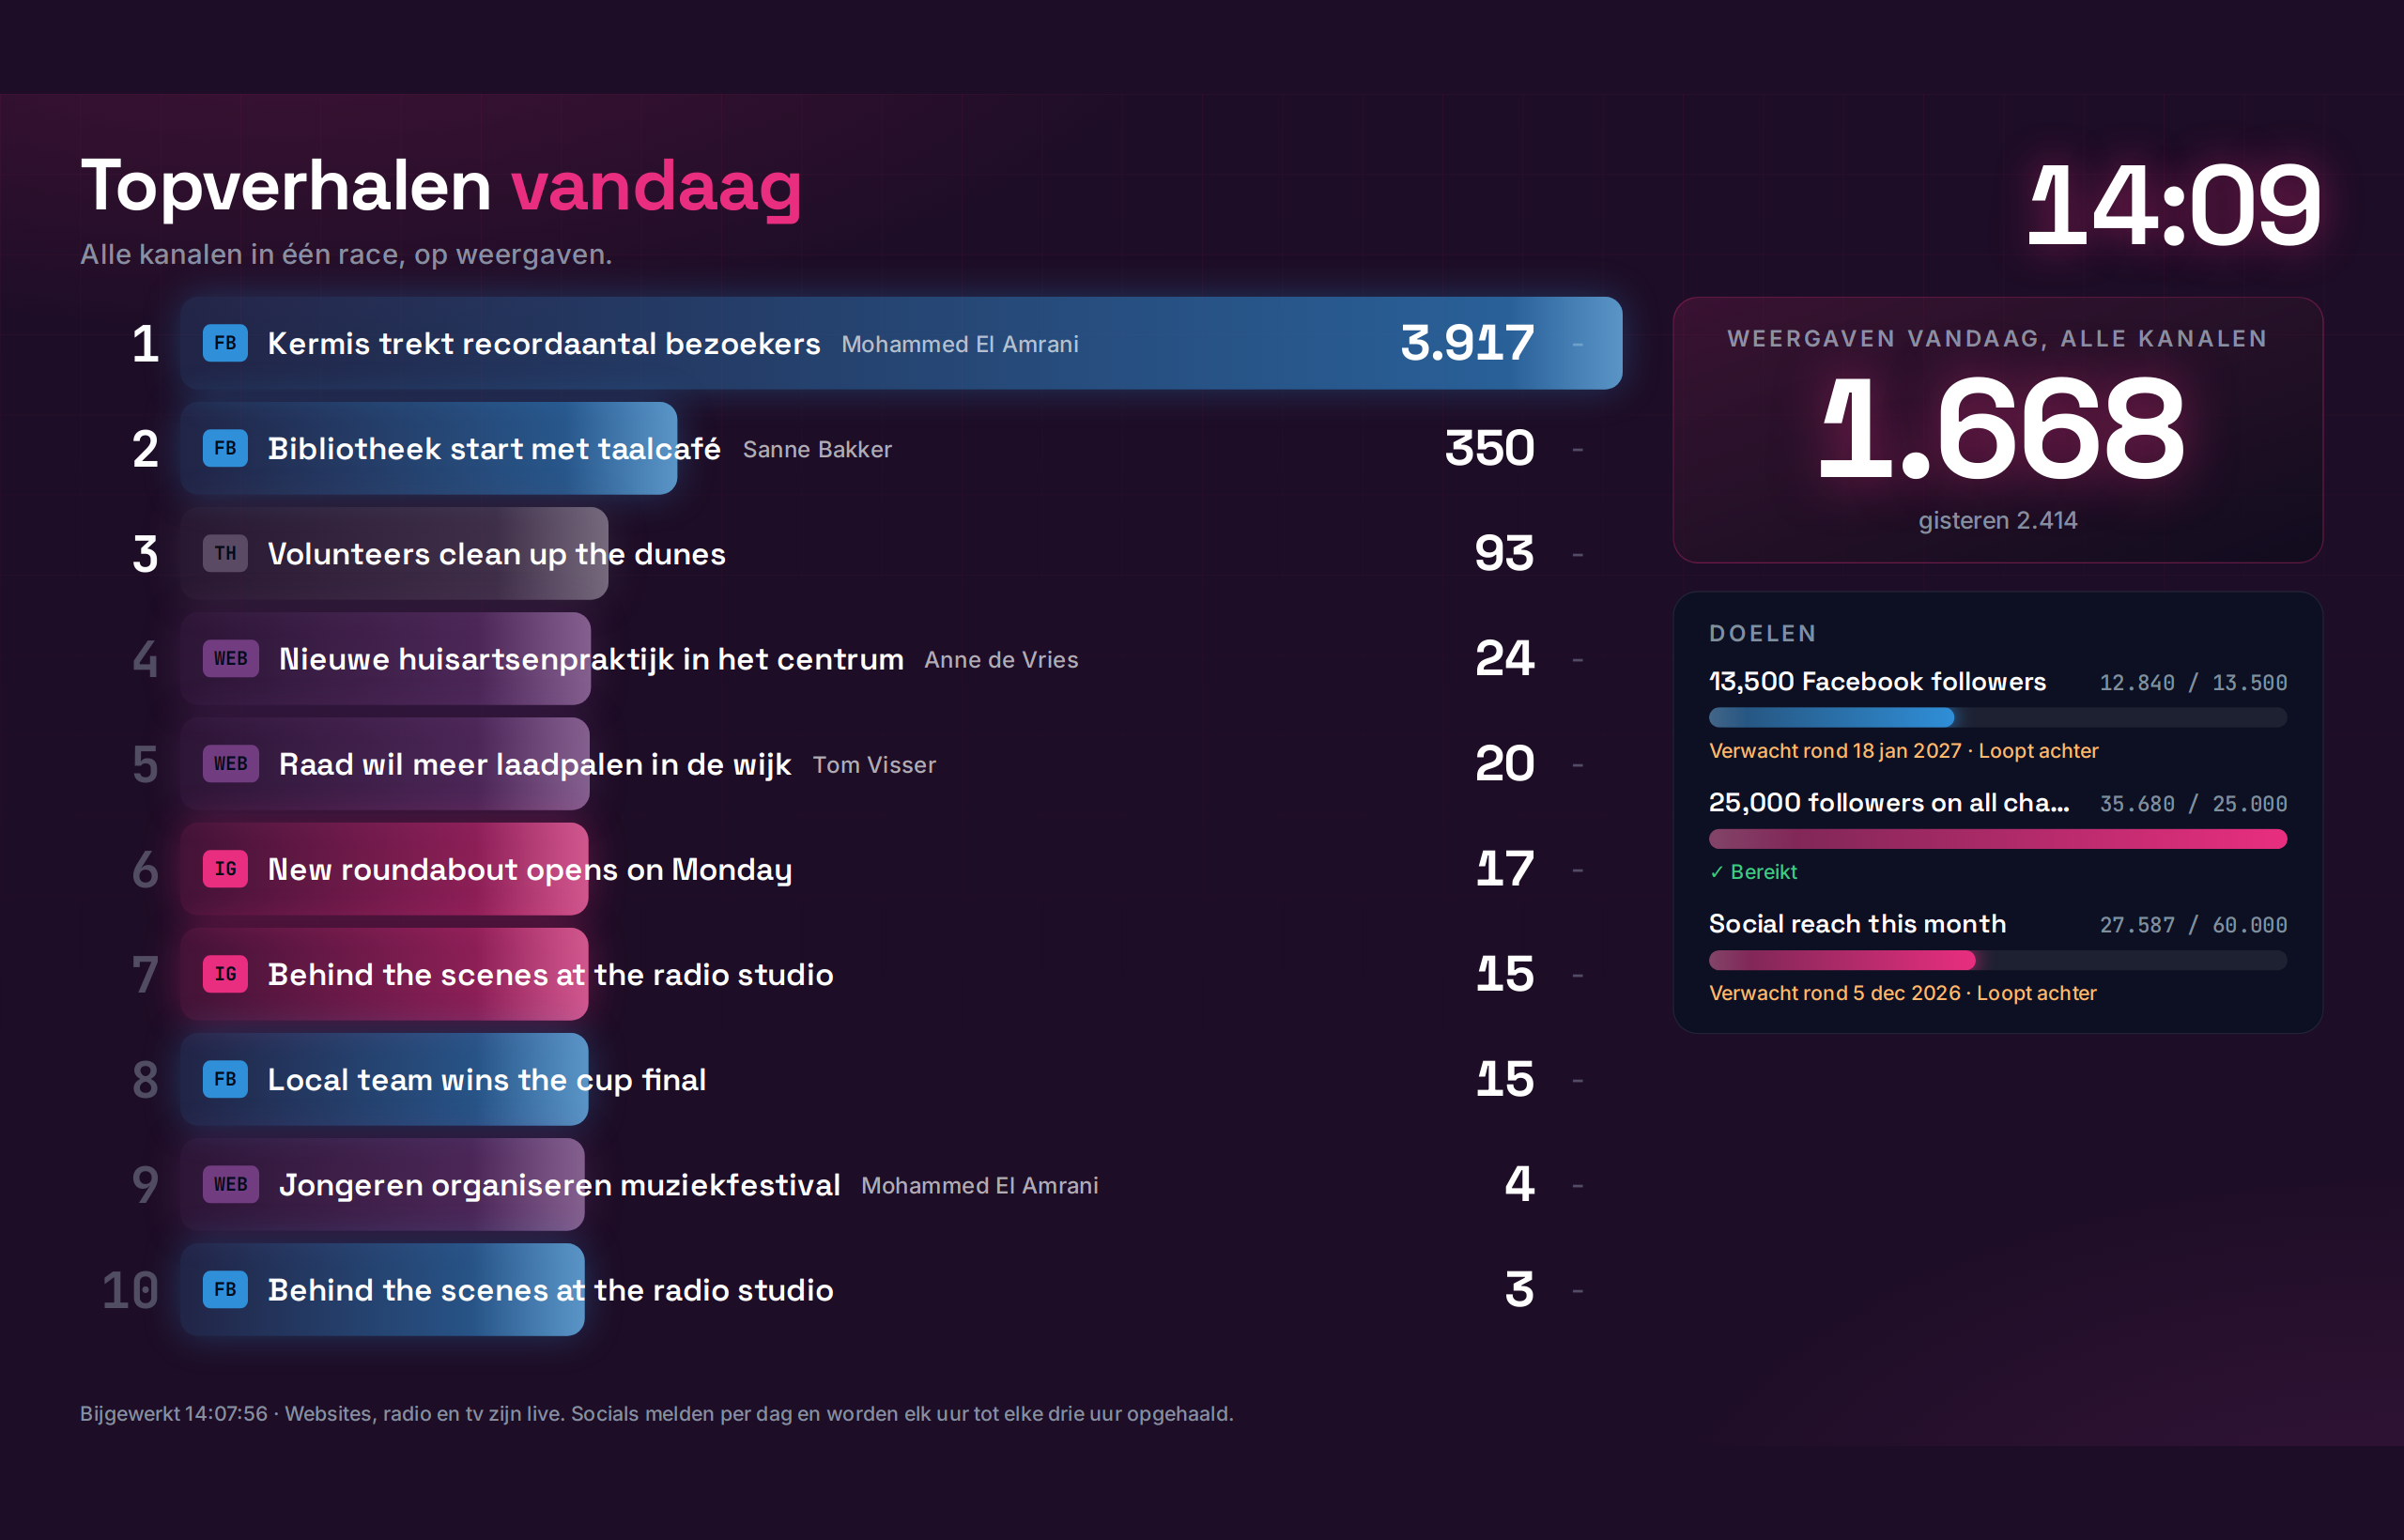 Topverhalen vandaag
Alle kanalen in één race, op weergaven.
14:09
1 FB Kermis trekt recordaantal bezoekers Mohammed El Amrani 3.917 -
2 FB Bibliotheek start met taalcafé Sanne Bakker 350 -
3 TH Volunteers clean up the dunes 93 -
4 WEB Nieuwe huisartsenpraktijk in het centrum Anne de Vries 24 -
5 WEB Raad wil meer laadpalen in de wijk Tom Visser 20 -
6 IG New roundabout opens on Monday 17 -
7 IG Behind the scenes at the radio studio 15 -
8 FB Local team wins the cup final 15 -
9 WEB Jongeren organiseren muziekfestival Mohammed El Amrani 4 -
10 FB Behind the scenes at the radio studio 3 -
WEERGAVEN VANDAAG, ALLE KANALEN
1.668
gisteren 2.414
DOELEN
13,500 Facebook followers 12.840 / 13.500
Verwacht rond 18 jan 2027 · Loopt achter
25,000 followers on all cha... 35.680 / 25.000
✓ Bereikt
Social reach this month 27.587 / 60.000
Verwacht rond 5 dec 2026 · Loopt achter
Bijgewerkt 14:07:56 · Websites, radio en tv zijn live. Socials melden per dag en worden elk uur tot elke drie uur opgehaald.